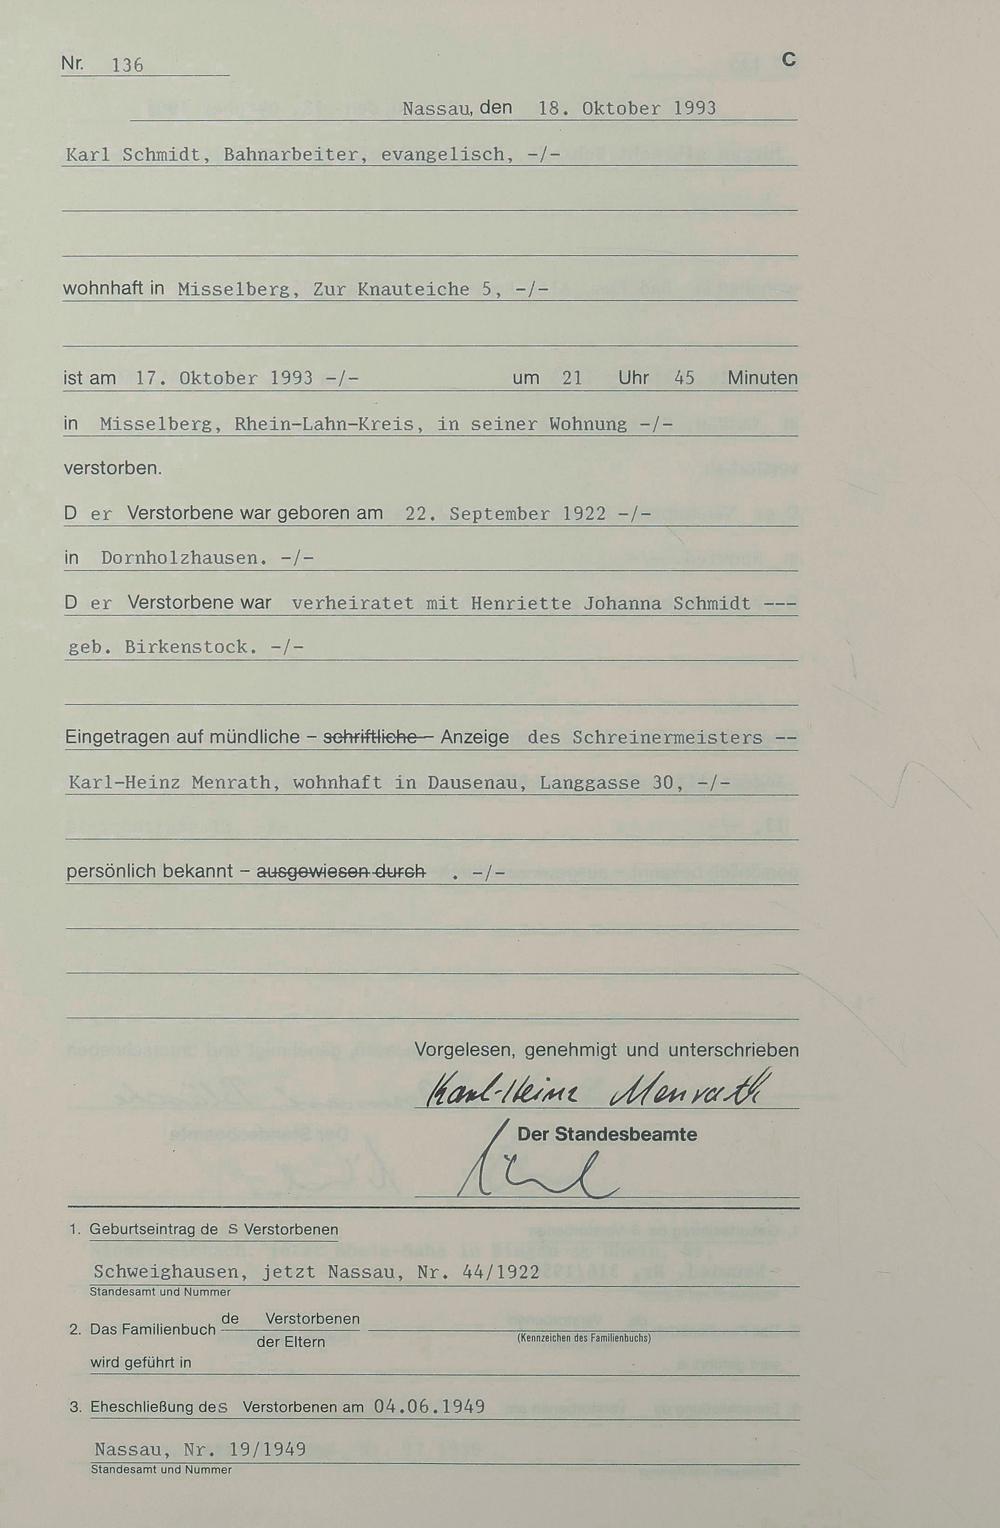 Nr. 136 C
Nassau, den 18. Oktober 1993
Karl Schmidt, Bahnarbeiter, evangelisch, -/-
wohnhaft in Misselberg, Zur Knauteiche 5, -/-
ist am 17. Oktober 1993 -/- um 21 Uhr 45 Minuten
in Misselberg, Rhein-Lahn-Kreis, in seiner Wohnung -/-
verstorben.
D er Verstorbene war geboren am 22. September 1922 -/-
in Dornholzhausen. -/-
D er Verstorbene war verheiratet mit Henriette Johanna Schmidt ---
geb. Birkenstock. -/-
Eingetragen auf mündliche – schriftliche – Anzeige des Schreinermeisters --
Karl-Heinz Menrath, wohnhaft in Dausenau, Langgasse 30, -/-
persönlich bekannt – ausgewiesen durch . -/-
Vorgelesen, genehmigt und unterschrieben
Karl-Heinz Menrath
Der Standesbeamte
1. Geburtseintrag de s Verstorbenen
Schweighausen, jetzt Nassau, Nr. 44/1922
Standesamt und Nummer
2. Das Familienbuch de Verstorbenen
der Eltern
(Kennzeichen des Familienbuchs)
wird geführt in
3. Eheschließung des Verstorbenen am 04.06.1949
Nassau, Nr. 19/1949
Standesamt und Nummer